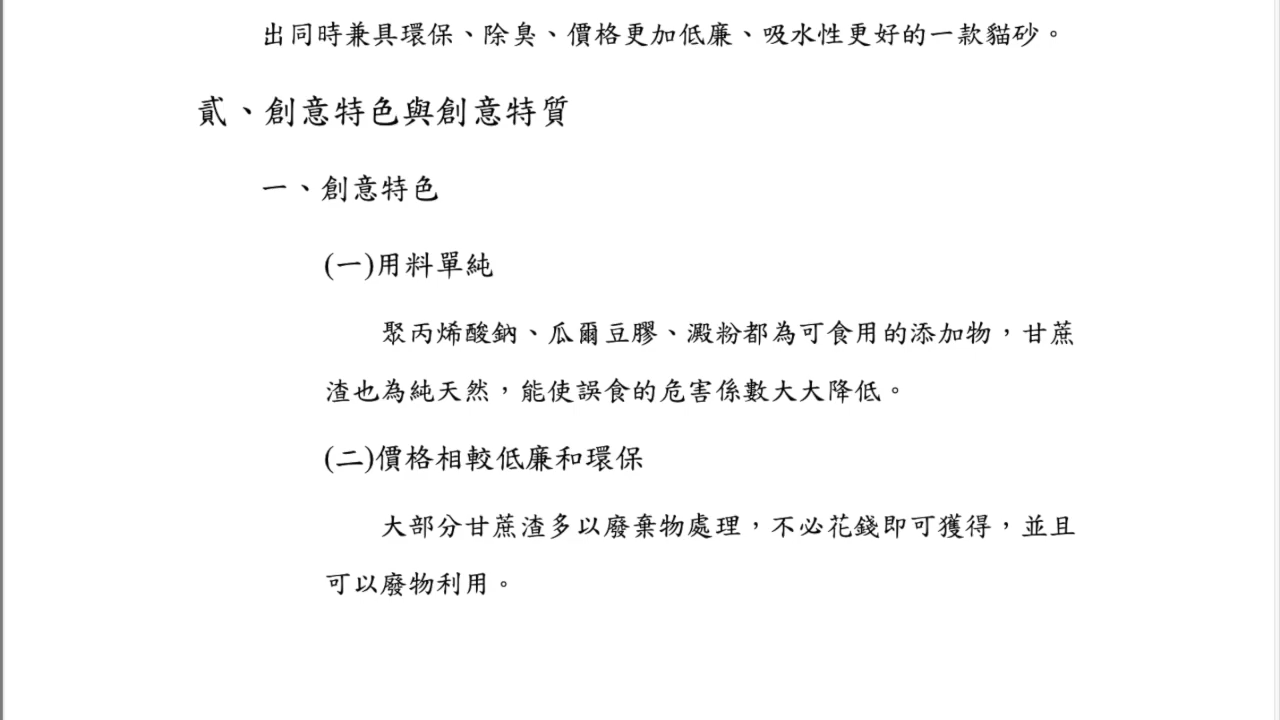 出同時兼具環保、除臭、價格更加低廉、吸水性更好的一款貓砂。
貳、創意特色與創意特質
一、創意特色
(一)用料單純
聚丙烯酸鈉、瓜爾豆膠、澱粉都為可食用的添加物，甘蔗
渣也為純天然，能使誤食的危害係數大大降低。
(二)價格相較低廉和環保
大部分甘蔗渣多以廢棄物處理，不必花錢即可獲得，並且
可以廢物利用。